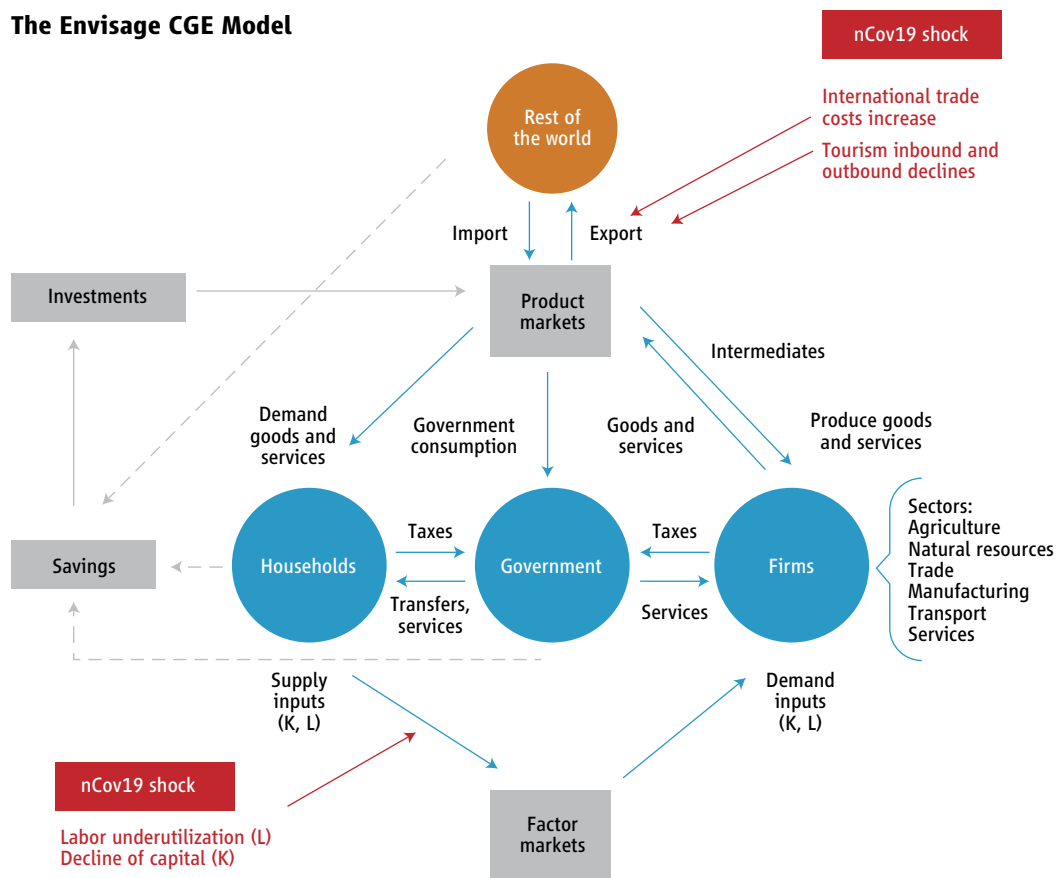 The Envisage CGE Model
nCov19 shock
International trade
costs increase
Tourism inbound and
outbound declines
Rest of
the world
Import
Export
Investments
Product
markets
Intermediates
Demand
goods and
services
Government
consumption
Goods and
services
Produce goods
and services
Savings
Households
Taxes
Transfers,
services
Government
Taxes
Services
Firms
Sectors:
Agriculture
Natural resources
Trade
Manufacturing
Transport
Services
Supply
inputs
(K, L)
Demand
inputs
(K, L)
nCov19 shock
Labor underutilization (L)
Decline of capital (K)
Factor
markets